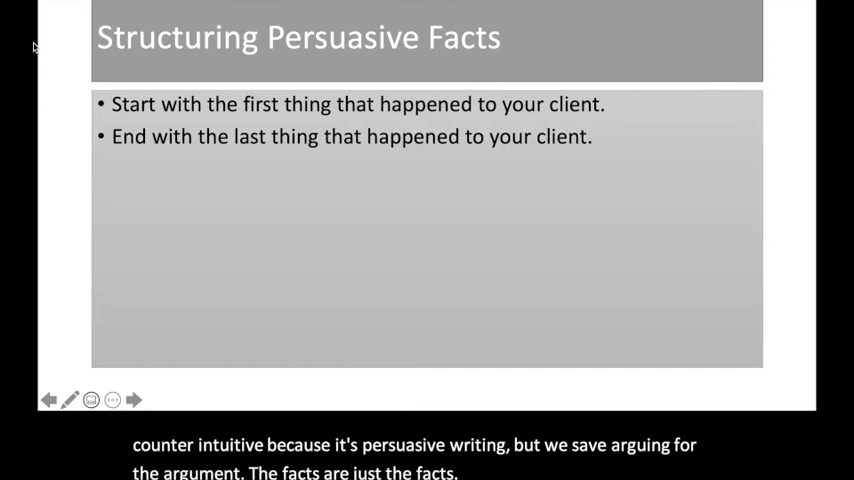 Structuring Persuasive Facts
• Start with the first thing that happened to your client.
• End with the last thing that happened to your client.
counter intuitive because it's persuasive writing, but we save arguing for
the argument. The facts are just the facts.